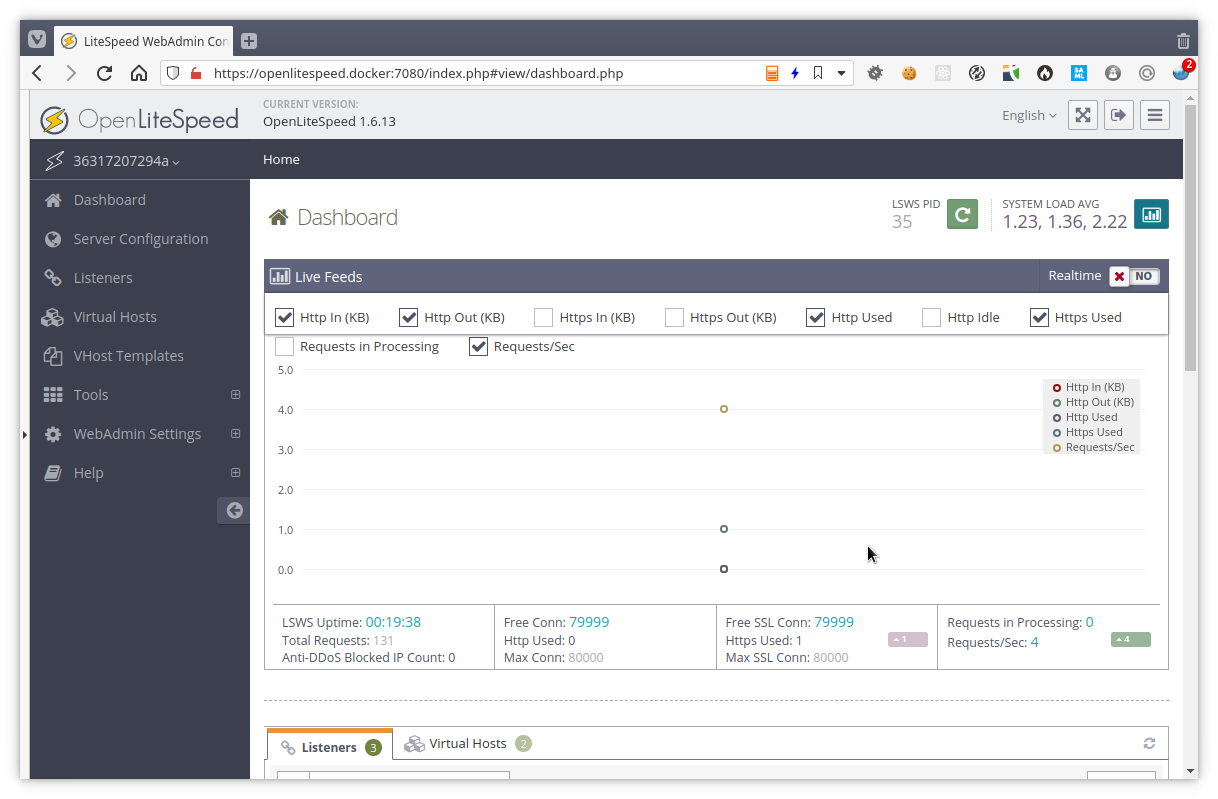 LiteSpeed WebAdmin Con
https://openlitespeed.docker:7080/index.php#view/dashboard.php
SA
ML
2
OpenLiteSpeed
CURRENT VERSION:
OpenLiteSpeed 1.6.13
English
36317207294a
Home
Dashboard
Server Configuration
Listeners
Virtual Hosts
VHost Templates
Tools
WebAdmin Settings
Help
Dashboard
LSWS PID
35
SYSTEM LOAD AVG
1.23, 1.36, 2.22
Live Feeds
Realtime
NO
Http In (KB) Http Out (KB) Https In (KB) Https Out (KB) Http Used Http Idle Https Used
Requests in Processing Requests/Sec
5.0
4.0
3.0
2.0
1.0
0.0
Http In (KB)
Http Out (KB)
Http Used
Https Used
Requests/Sec
LSWS Uptime: 00:19:38
Total Requests: 131
Anti-DDoS Blocked IP Count: 0
Free Conn: 79999
Http Used: 0
Max Conn: 80000
Free SSL Conn: 79999
Https Used: 1
1
Max SSL Conn: 80000
Requests in Processing: 0
Requests/Sec: 4
4
Listeners 3
Virtual Hosts 2